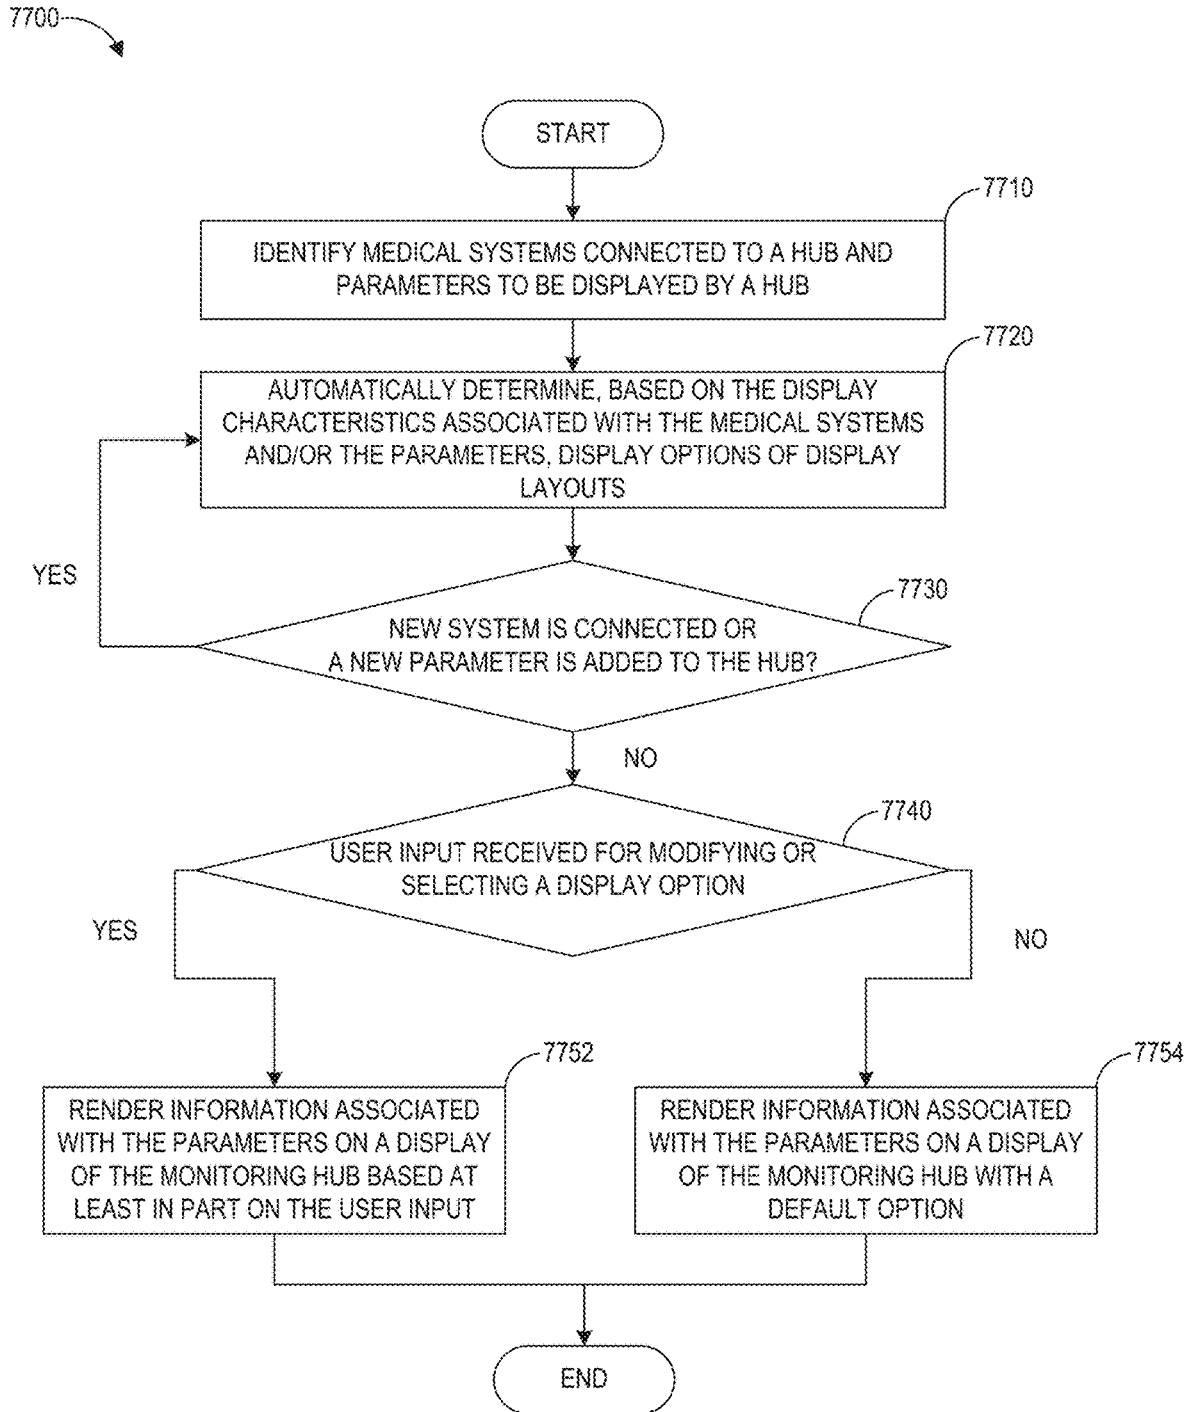 7700
START
7710
IDENTIFY MEDICAL SYSTEMS CONNECTED TO A HUB AND
PARAMETERS TO BE DISPLAYED BY A HUB
7720
AUTOMATICALLY DETERMINE, BASED ON THE DISPLAY
CHARACTERISTICS ASSOCIATED WITH THE MEDICAL SYSTEMS
AND/OR THE PARAMETERS, DISPLAY OPTIONS OF DISPLAY
LAYOUTS
YES
7730
NEW SYSTEM IS CONNECTED OR
A NEW PARAMETER IS ADDED TO THE HUB?
NO
7740
USER INPUT RECEIVED FOR MODIFYING OR
SELECTING A DISPLAY OPTION
YES
NO
7752
RENDER INFORMATION ASSOCIATED
WITH THE PARAMETERS ON A DISPLAY
OF THE MONITORING HUB BASED AT
LEAST IN PART ON THE USER INPUT
7754
RENDER INFORMATION ASSOCIATED
WITH THE PARAMETERS ON A DISPLAY
OF THE MONITORING HUB WITH A
DEFAULT OPTION
END